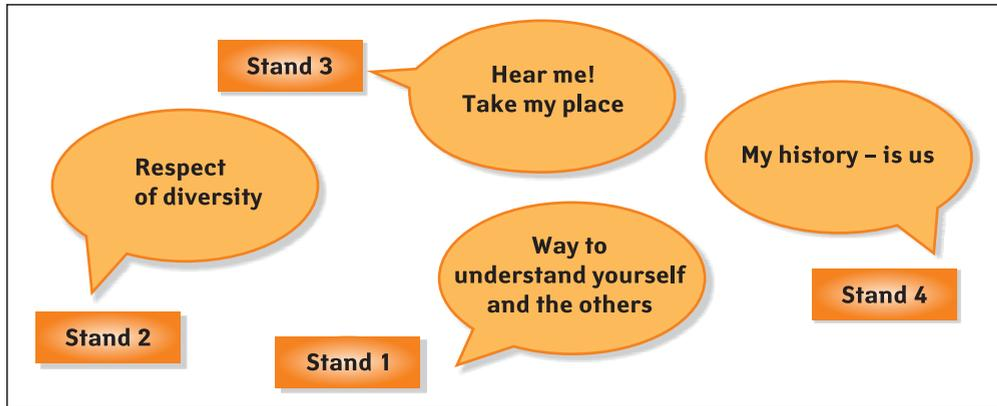 Stand 3
Hear me!
Take my place
My history – is us
Respect
of diversity
Way to
understand yourself
and the others
Stand 4
Stand 2
Stand 1